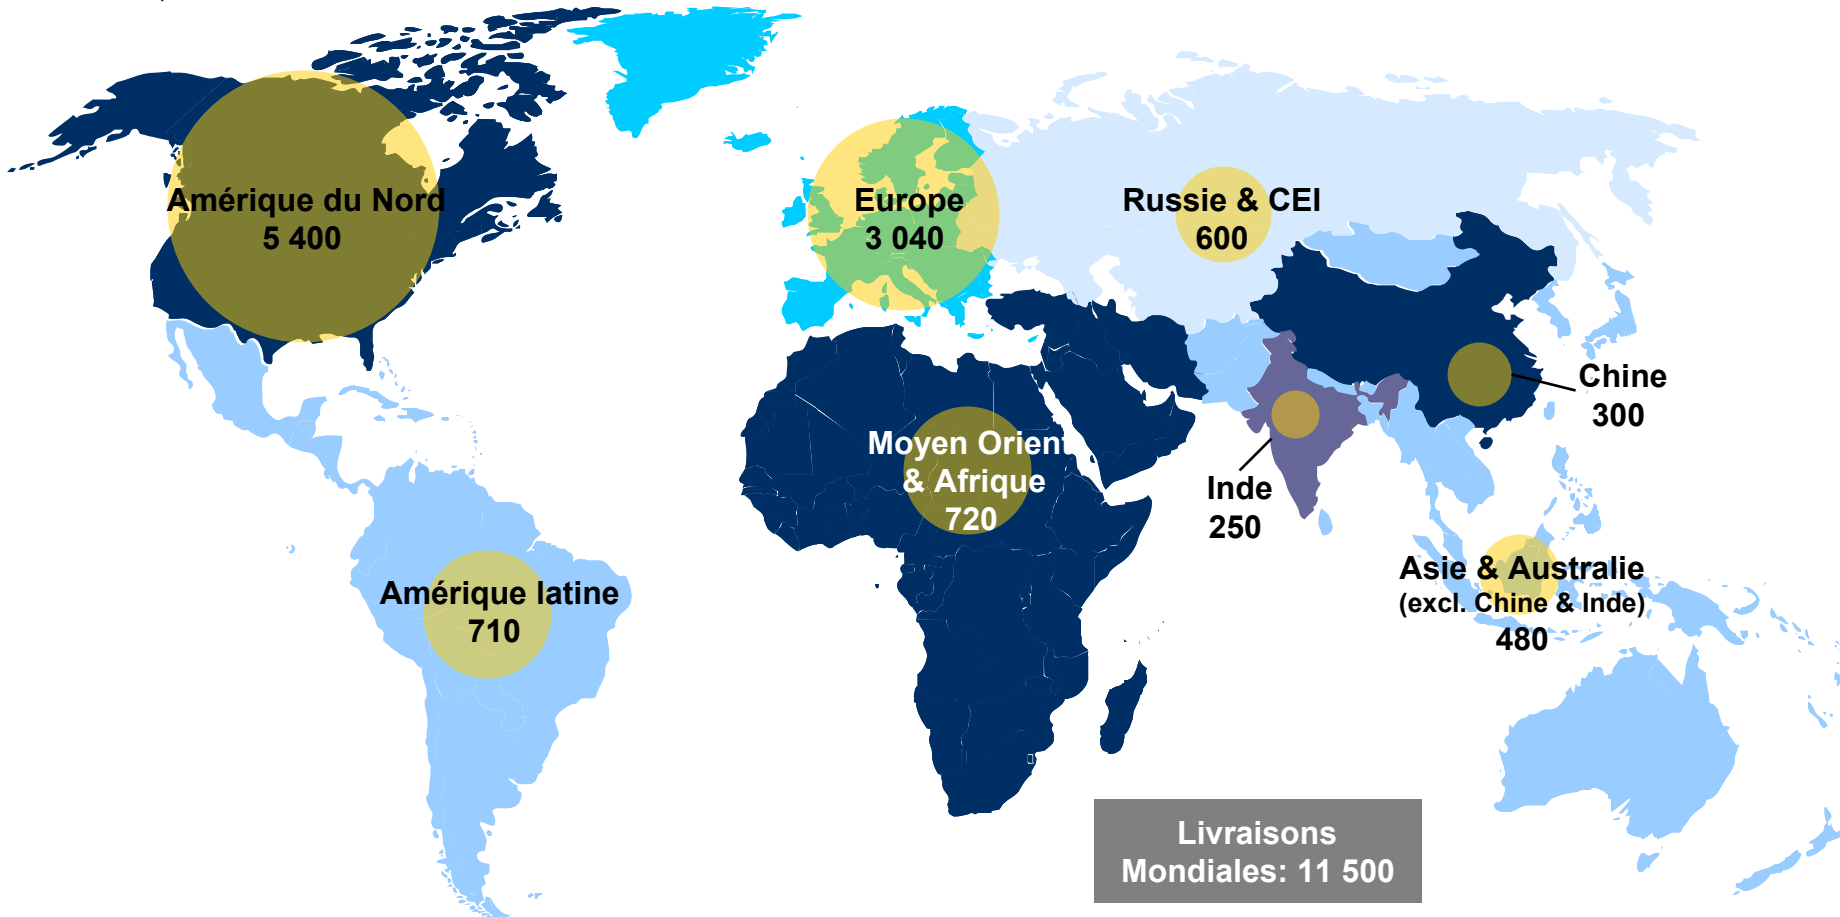 Amérique du Nord
5 400
Europe
3 040
Russie & CEI
600
Chine
300
Moyen Orient
& Afrique
720
Inde
250
Amérique latine
710
Asie & Australie
(excl. Chine & Inde)
480
Livraisons
Mondiales: 11 500